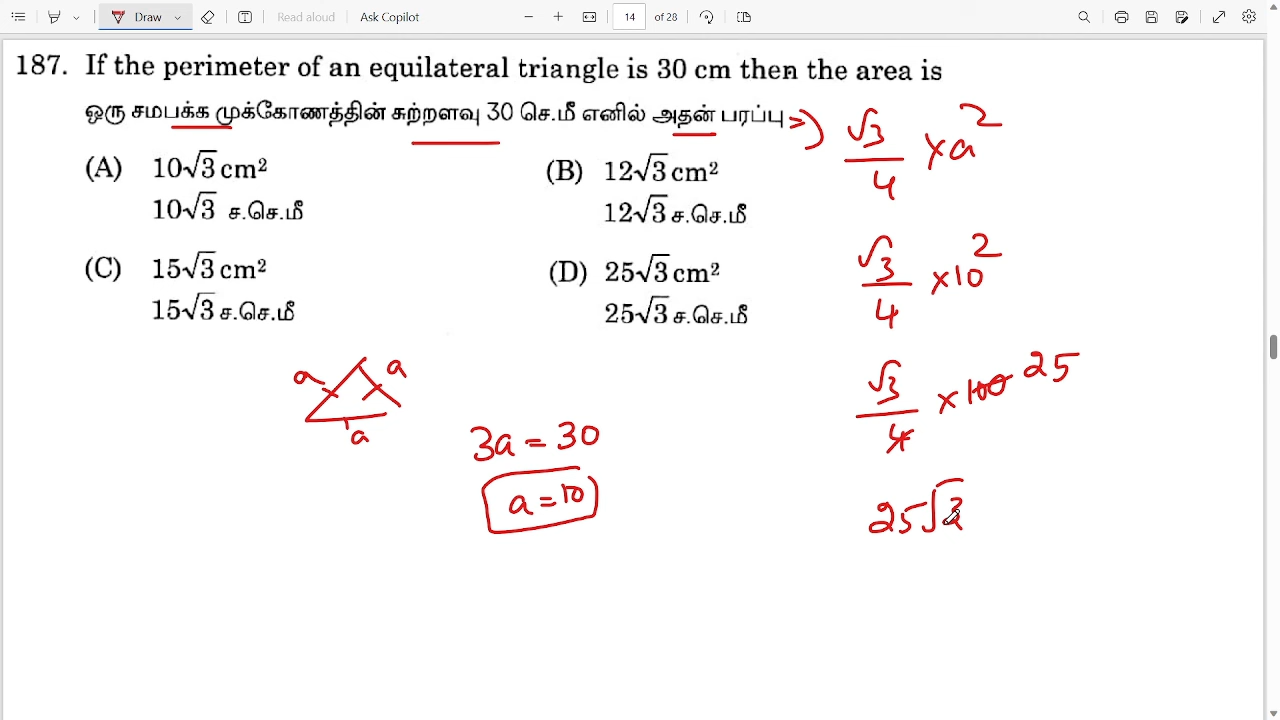 Draw
Read aloud
Ask Copilot
14 of 28
187. If the perimeter of an equilateral triangle is 30 cm then the area is
ஒரு சமபக்க முக்கோணத்தின் சுற்றளவு 30 செ.மீ எனில் அதன் பரப்பு =>
(A) 10√3 cm²
10√3 ச.செ.மீ
(B) 12√3 cm²
12√3 ச.செ.மீ
(C) 15√3 cm²
15√3 ச.செ.மீ
(D) 25√3 cm²
25√3 ச.செ.மீ
√3/4 × a²
√3/4 × 10²
√3/4 × 100 25
25√3
a a
a
3a = 30
a = 10